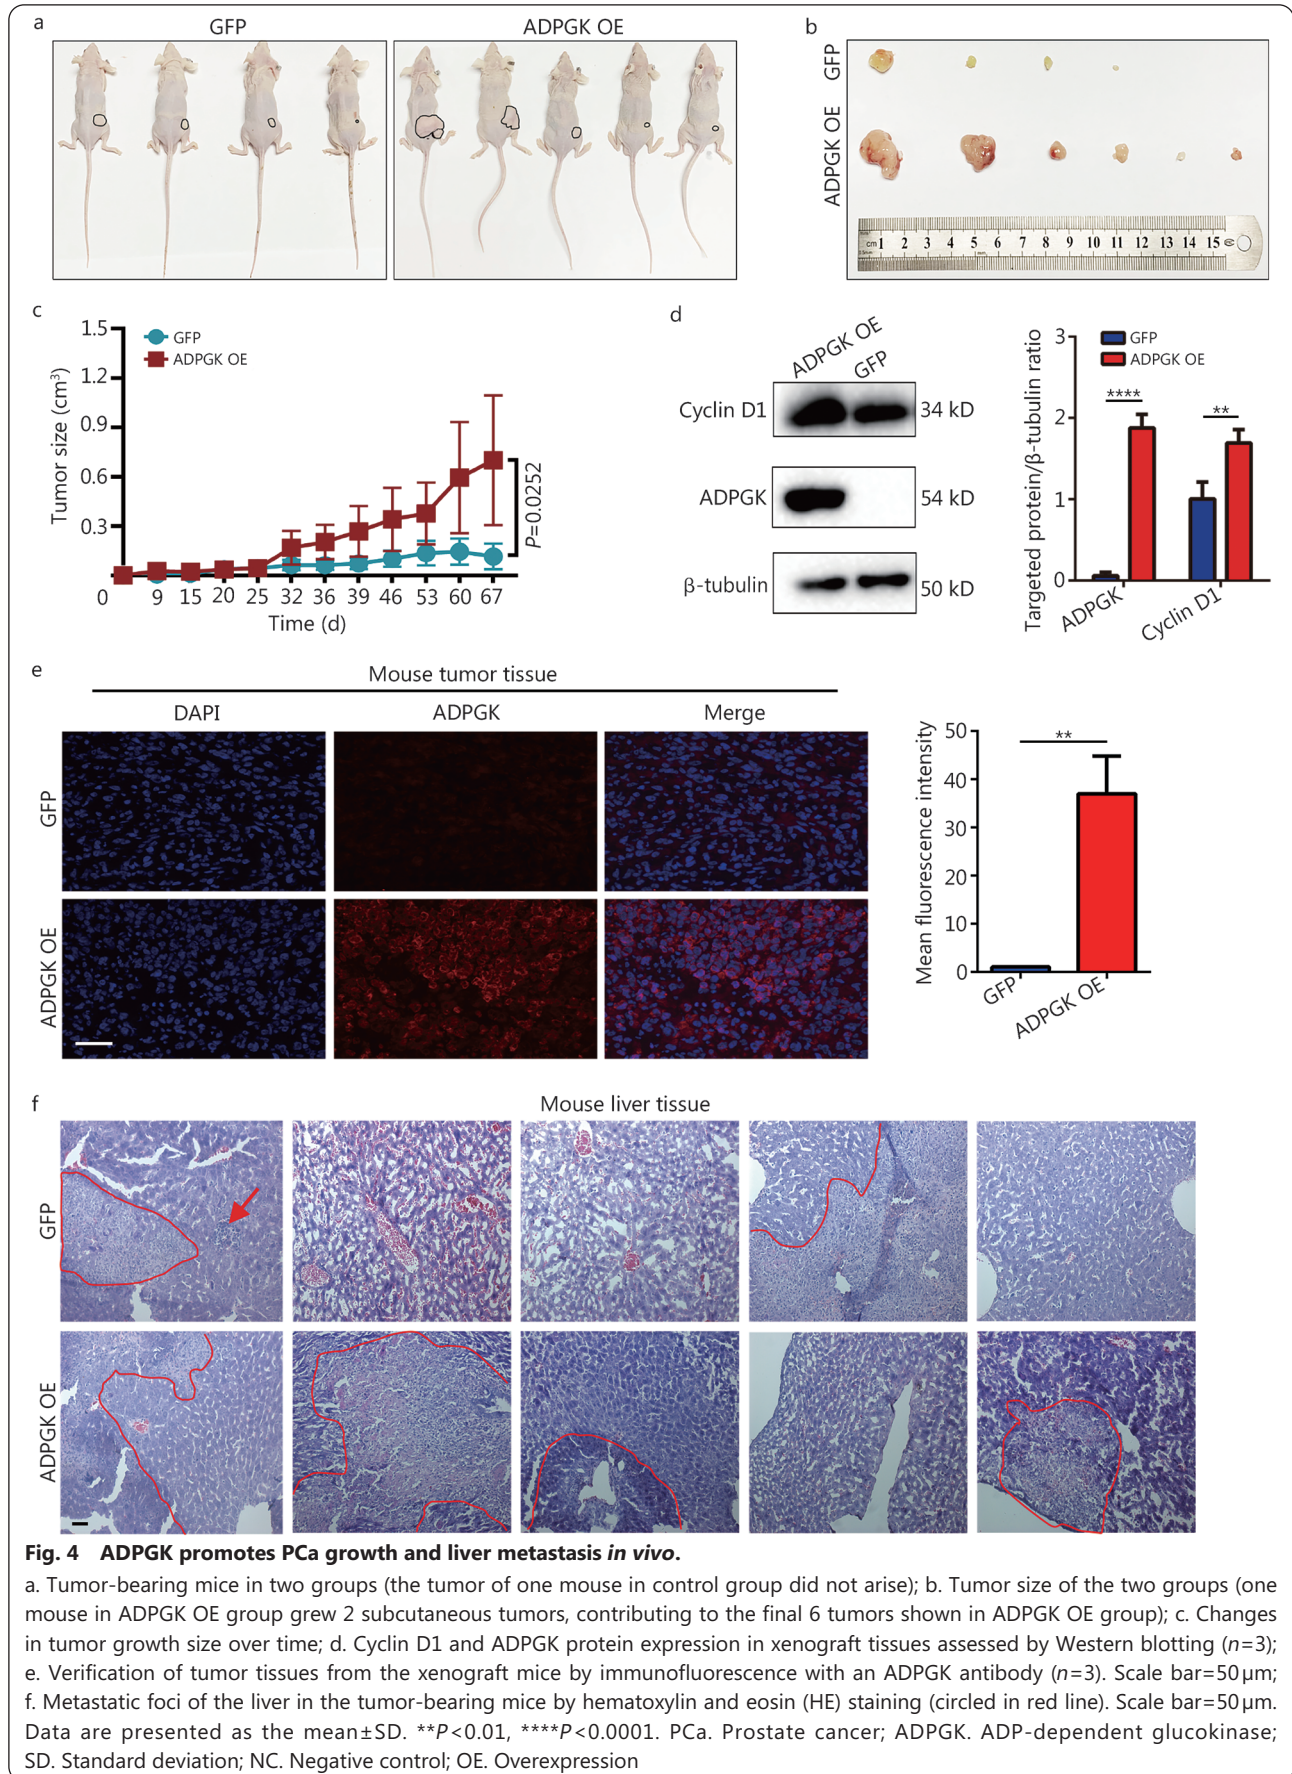 a
GFP
ADPGK OE
b
GFP
ADPGK OE
cm 1 2 3 4 5 6 7 8 9 10 11 12 13 14 15
c
1.5
1.2
0.9
0.6
0.3
0 9 15 20 25 32 36 39 46 53 60 67
Tumor size (cm³)
Time (d)
GFP
ADPGK OE
P=0.0252
d
ADPGK OE
GFP
Cyclin D1
34 kD
ADPGK
54 kD
β-tubulin
50 kD
Targeted protein/β-tubulin ratio
3
2
1
0
GFP
ADPGK OE
****
**
ADPGK
Cyclin D1
e
Mouse tumor tissue
DAPI
ADPGK
Merge
GFP
ADPGK OE
Mean fluorescence intensity
50
40
30
20
10
0
**
GFP
ADPGK OE
f
Mouse liver tissue
GFP
ADPGK OE
Fig. 4 ADPGK promotes PCa growth and liver metastasis in vivo.
a. Tumor-bearing mice in two groups (the tumor of one mouse in control group did not arise); b. Tumor size of the two groups (one
mouse in ADPGK OE group grew 2 subcutaneous tumors, contributing to the final 6 tumors shown in ADPGK OE group); c. Changes
in tumor growth size over time; d. Cyclin D1 and ADPGK protein expression in xenograft tissues assessed by Western blotting (n=3);
e. Verification of tumor tissues from the xenograft mice by immunofluorescence with an ADPGK antibody (n=3). Scale bar=50 μm;
f. Metastatic foci of the liver in the tumor-bearing mice by hematoxylin and eosin (HE) staining (circled in red line). Scale bar=50 μm.
Data are presented as the mean±SD. **P<0.01, ****P<0.0001. PCa. Prostate cancer; ADPGK. ADP-dependent glucokinase;
SD. Standard deviation; NC. Negative control; OE. Overexpression